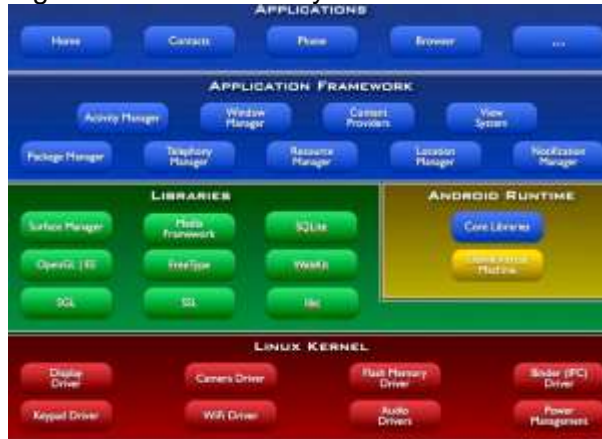 APPLICATIONS
Home Contacts Phone Browser ...
APPLICATION FRAMEWORK
Activity Manager Window Manager Content Providers View System
Package Manager Telephony Manager Resource Manager Location Manager Notification Manager
LIBRARIES ANDROID RUNTIME
Surface Manager Media Framework SQLite Core Libraries
OpenGL | ES FreeType WebKit Machine
SGL SSL libc
LINUX KERNEL
Display Driver Camera Driver Flash Memory Driver Binder (IPC) Driver
Keypad Driver WiFi Driver Audio Drivers Power Management